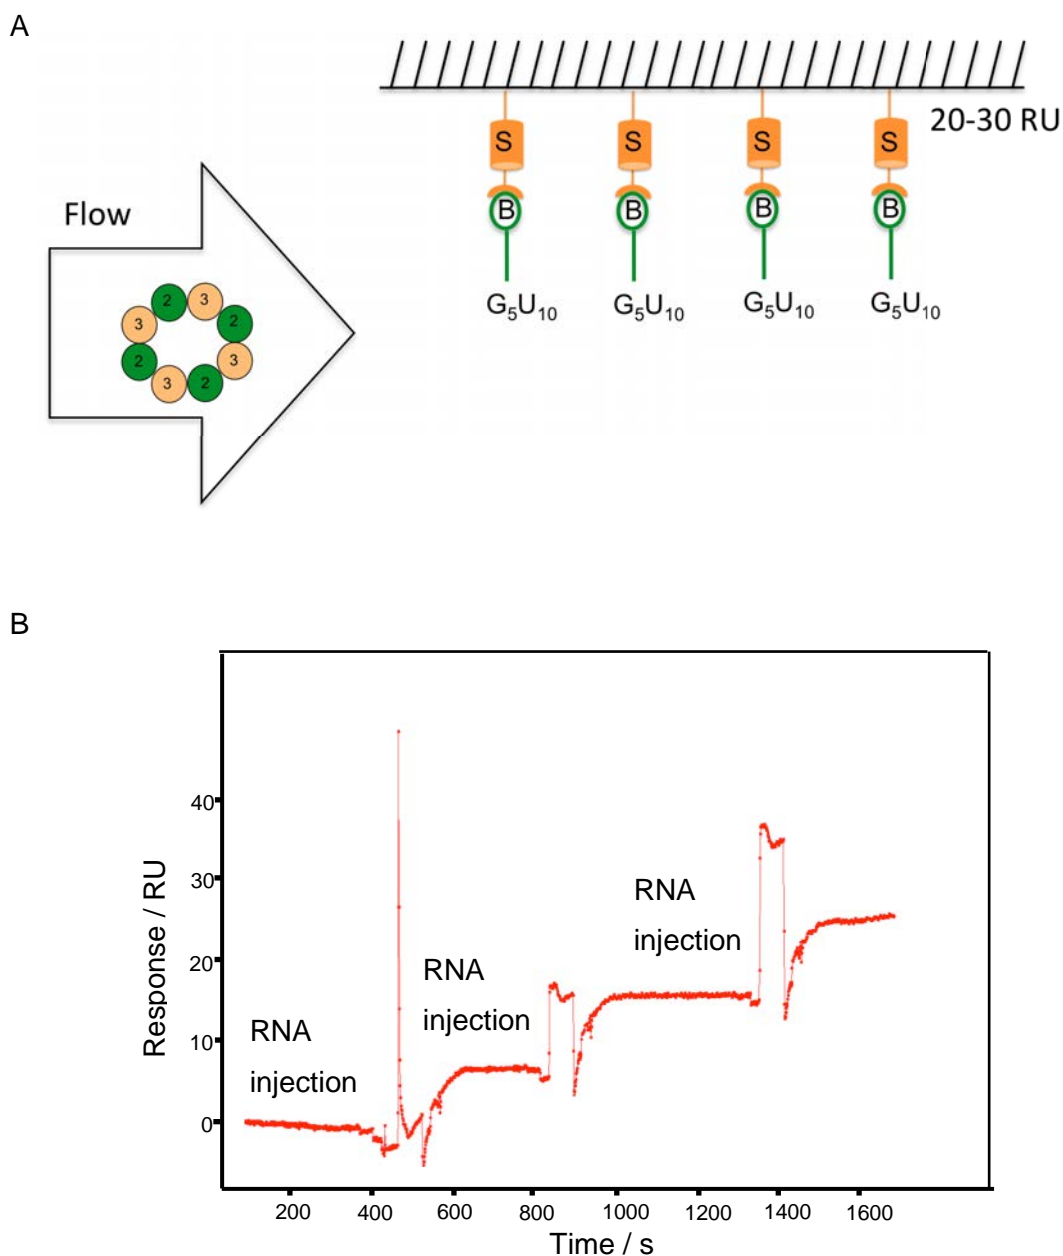 A
20-30 RU
S S S S
B B B B
Flow
G₅U₁₀ G₅U₁₀ G₅U₁₀ G₅U₁₀
2 3
3 2
2 3
3 2
B
40
30
20
10
0
Response / RU
RNA
injection
RNA
injection
RNA
injection
200 400 600 800 1000 1200 1400 1600
Time / s